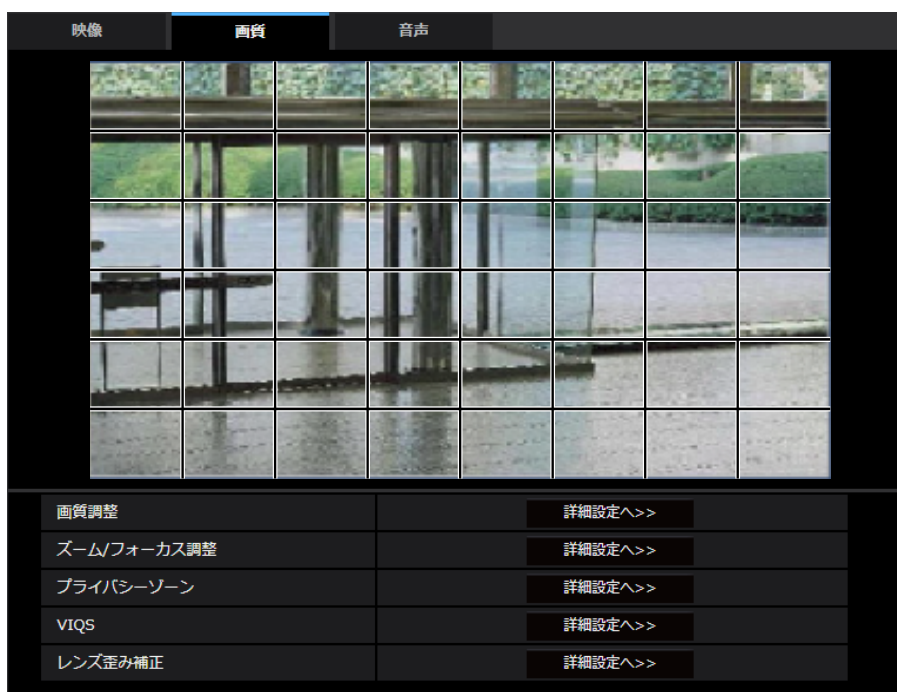 映像 画質 音声
画質調整 詳細設定へ>>
ズーム/フォーカス調整 詳細設定へ>>
プライバシーゾーン 詳細設定へ>>
VIQS 詳細設定へ>>
レンズ歪み補正 詳細設定へ>>